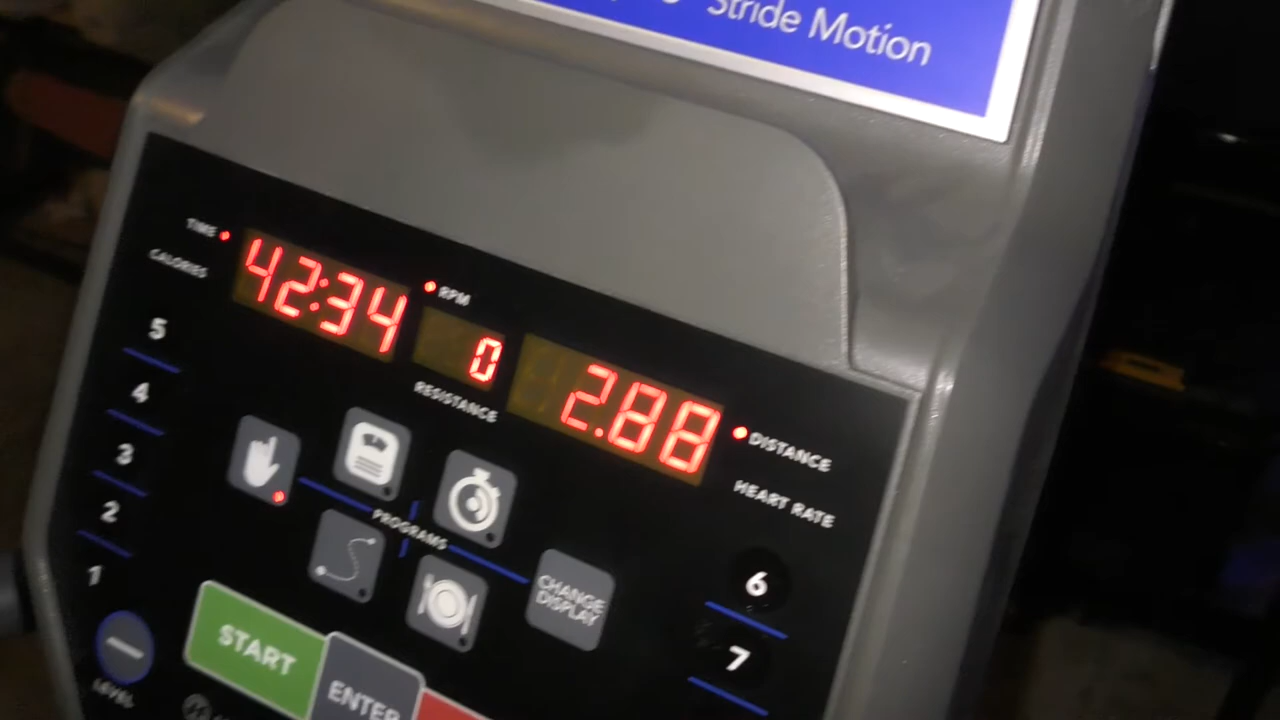 Stride Motion
TIME
CALORIES
42:34
RPM
0
RESISTANCE
2.88
DISTANCE
HEART RATE
5
4
3
2
1
PROGRAMS
CHANGE
DISPLAY
6
7
START
ENTER
LEVEL